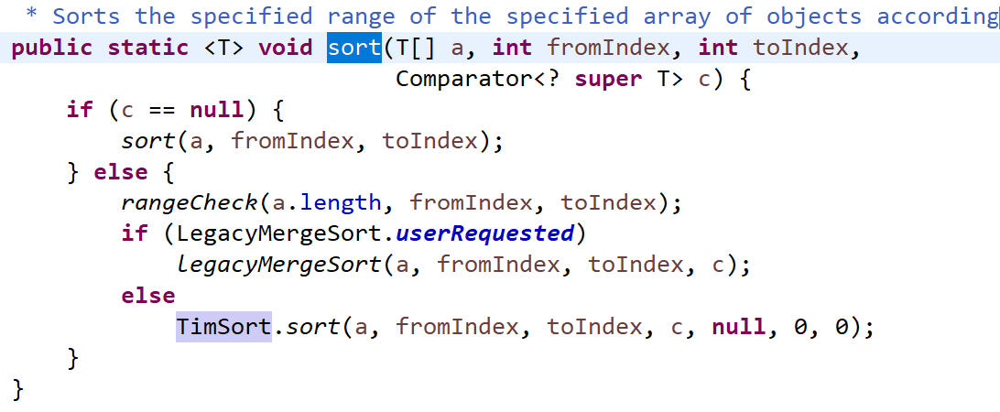 * Sorts the specified range of the specified array of objects according
public static <T> void sort(T[] a, int fromIndex, int toIndex,
                            Comparator<? super T> c) {
    if (c == null) {
        sort(a, fromIndex, toIndex);
    } else {
        rangeCheck(a.length, fromIndex, toIndex);
        if (LegacyMergeSort.userRequested)
            legacyMergeSort(a, fromIndex, toIndex, c);
        else
            TimSort.sort(a, fromIndex, toIndex, c, null, 0, 0);
    }
}